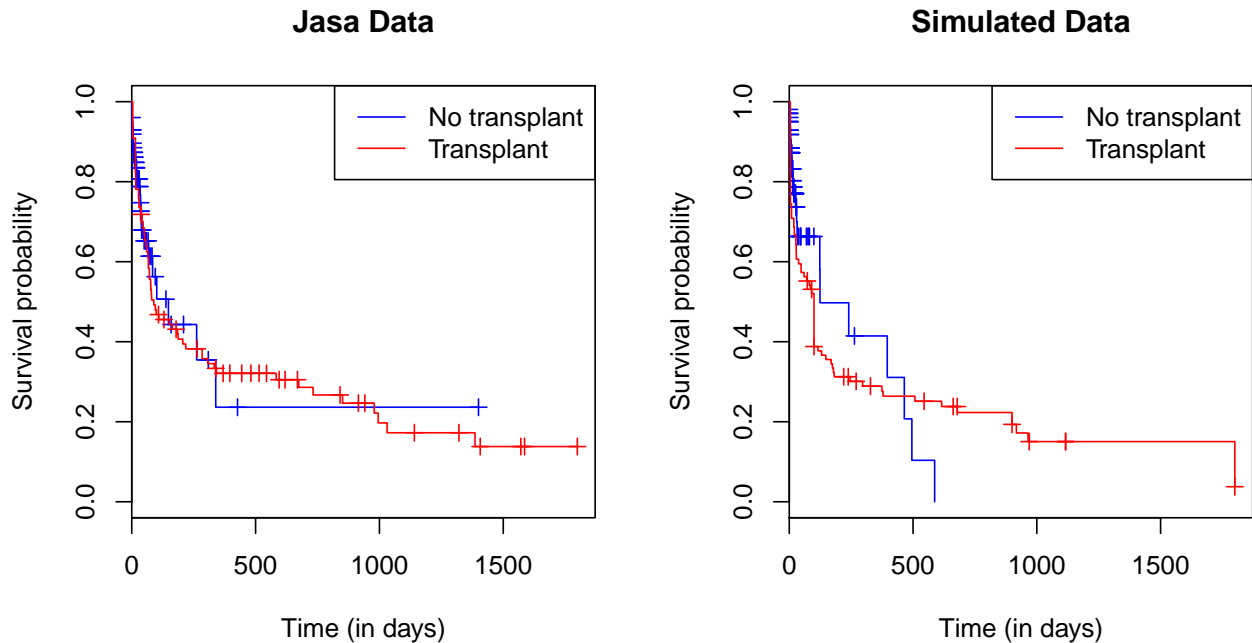 Jasa Data
No transplant
Transplant
Survival probability
1.0
0.8
0.6
0.4
0.2
0.0
0
500
1000
1500
Time (in days)
Simulated Data
No transplant
Transplant
Survival probability
1.0
0.8
0.6
0.4
0.2
0.0
0
500
1000
1500
Time (in days)